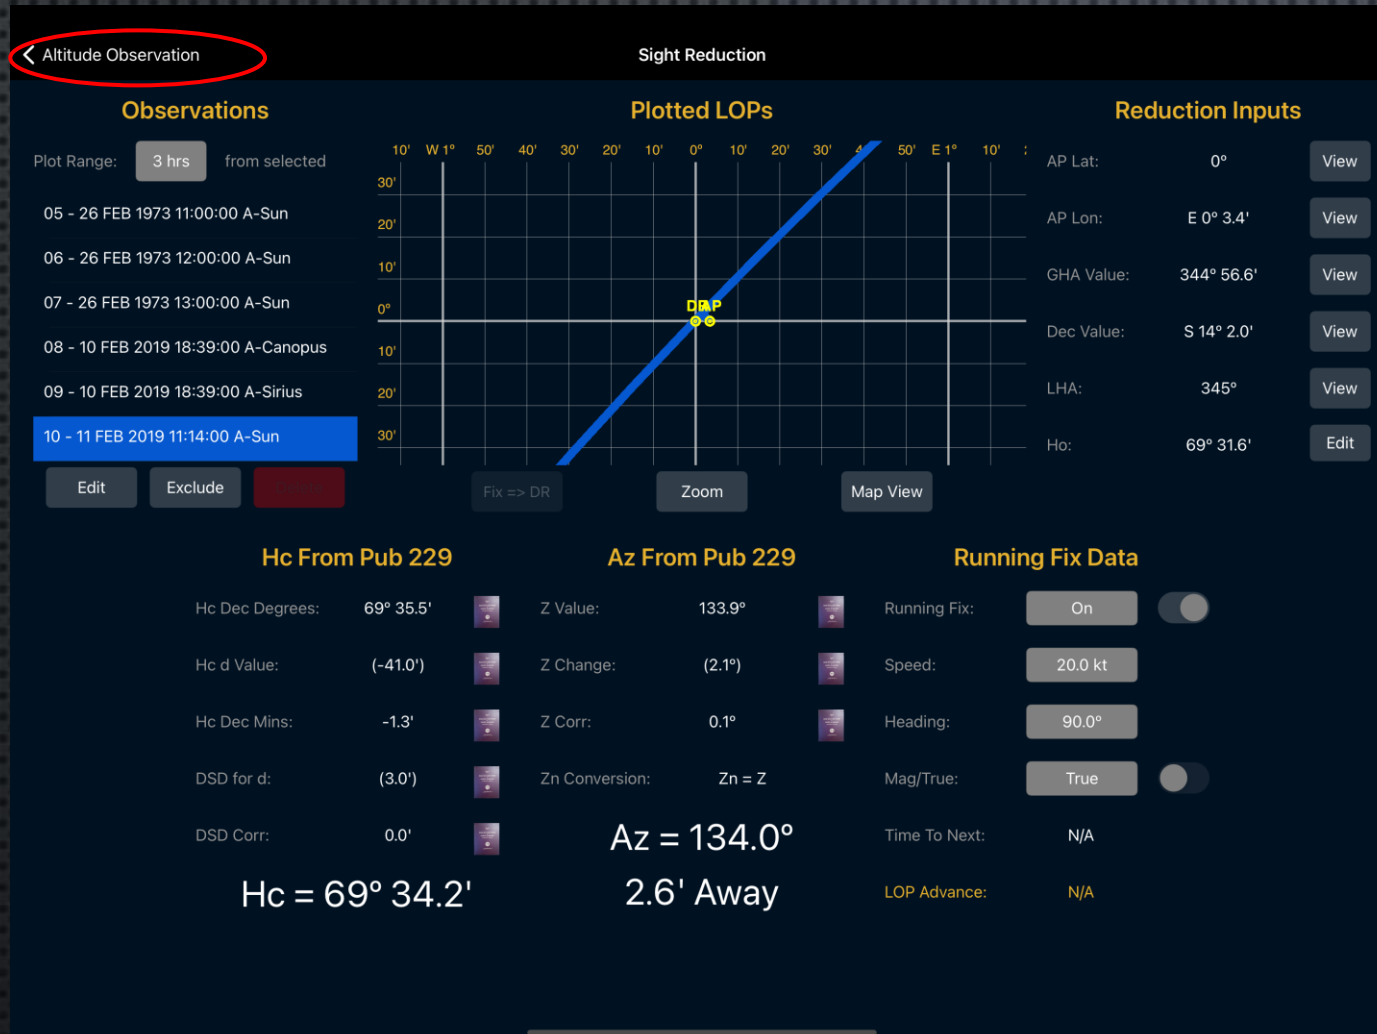 Altitude Observation
Sight Reduction
Observations
Plot Range: 3 hrs from selected
05 - 26 FEB 1973 11:00:00 A-Sun
06 - 26 FEB 1973 12:00:00 A-Sun
07 - 26 FEB 1973 13:00:00 A-Sun
08 - 10 FEB 2019 18:39:00 A-Canopus
09 - 10 FEB 2019 18:39:00 A-Sirius
10 - 11 FEB 2019 11:14:00 A-Sun
Edit Exclude
Plotted LOPs
10' W 1° 50' 40' 30' 20' 10' 0° 10' 20' 30' 50' E 1° 10'
30'
20'
10'
0°
10'
20'
30'
DR AP
Fix => DR Zoom Map View
Reduction Inputs
AP Lat: 0° View
AP Lon: E 0° 3.4' View
GHA Value: 344° 56.6' View
Dec Value: S 14° 2.0' View
LHA: 345° View
Ho: 69° 31.6' Edit
Hc From Pub 229
Hc Dec Degrees: 69° 35.5'
Hc d Value: (-41.0')
Hc Dec Mins: -1.3'
DSD for d: (3.0')
DSD Corr: 0.0'
Hc = 69° 34.2'
Az From Pub 229
Z Value: 133.9°
Z Change: (2.1°)
Z Corr: 0.1°
Zn Conversion: Zn = Z
Az = 134.0°
2.6' Away
Running Fix Data
Running Fix: On
Speed: 20.0 kt
Heading: 90.0°
Mag/True: True
Time To Next: N/A
LOP Advance: N/A